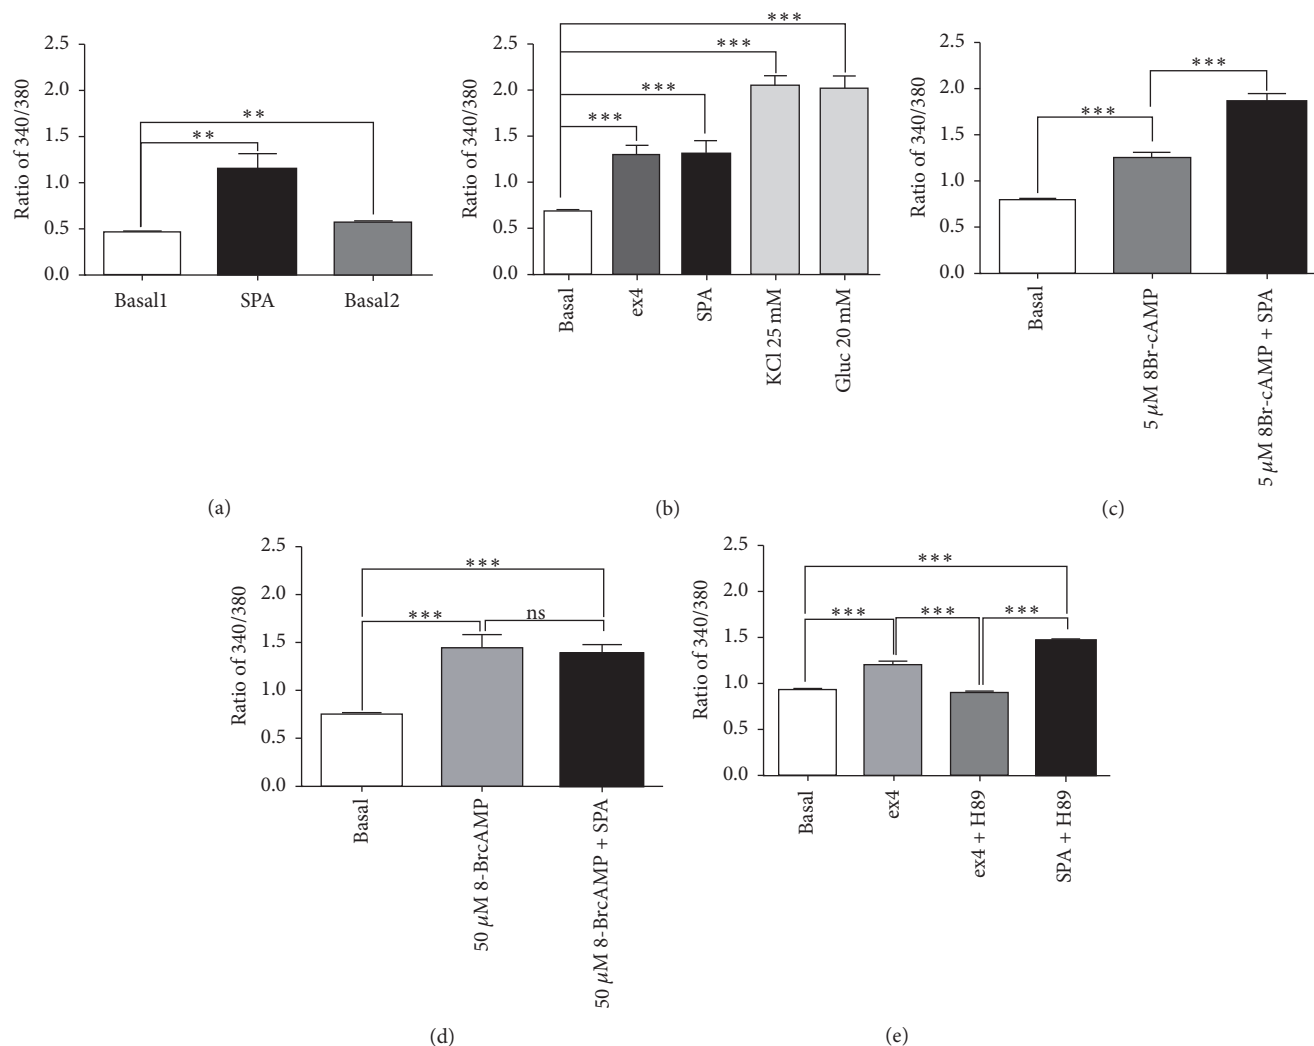 2.5
2.0
1.5
1.0
0.5
0.0
Ratio of 340/380
**
**
Basal1 SPA Basal2
(a)
2.5
2.0
1.5
1.0
0.5
0.0
Ratio of 340/380
***
***
***
***
Basal
ex4
SPA
KCl 25 mM
Gluc 20 mM
(b)
2.5
2.0
1.5
1.0
0.5
0.0
Ratio of 340/380
***
***
Basal
5 μM 8Br-cAMP
5 μM 8Br-cAMP + SPA
(c)
2.5
2.0
1.5
1.0
0.5
0.0
Ratio of 340/380
***
***
ns
Basal
50 μM 8-BrcAMP
50 μM 8-BrcAMP + SPA
(d)
2.5
2.0
1.5
1.0
0.5
0.0
Ratio of 340/380
***
*** *** ***
Basal
ex4
ex4 + H89
SPA + H89
(e)